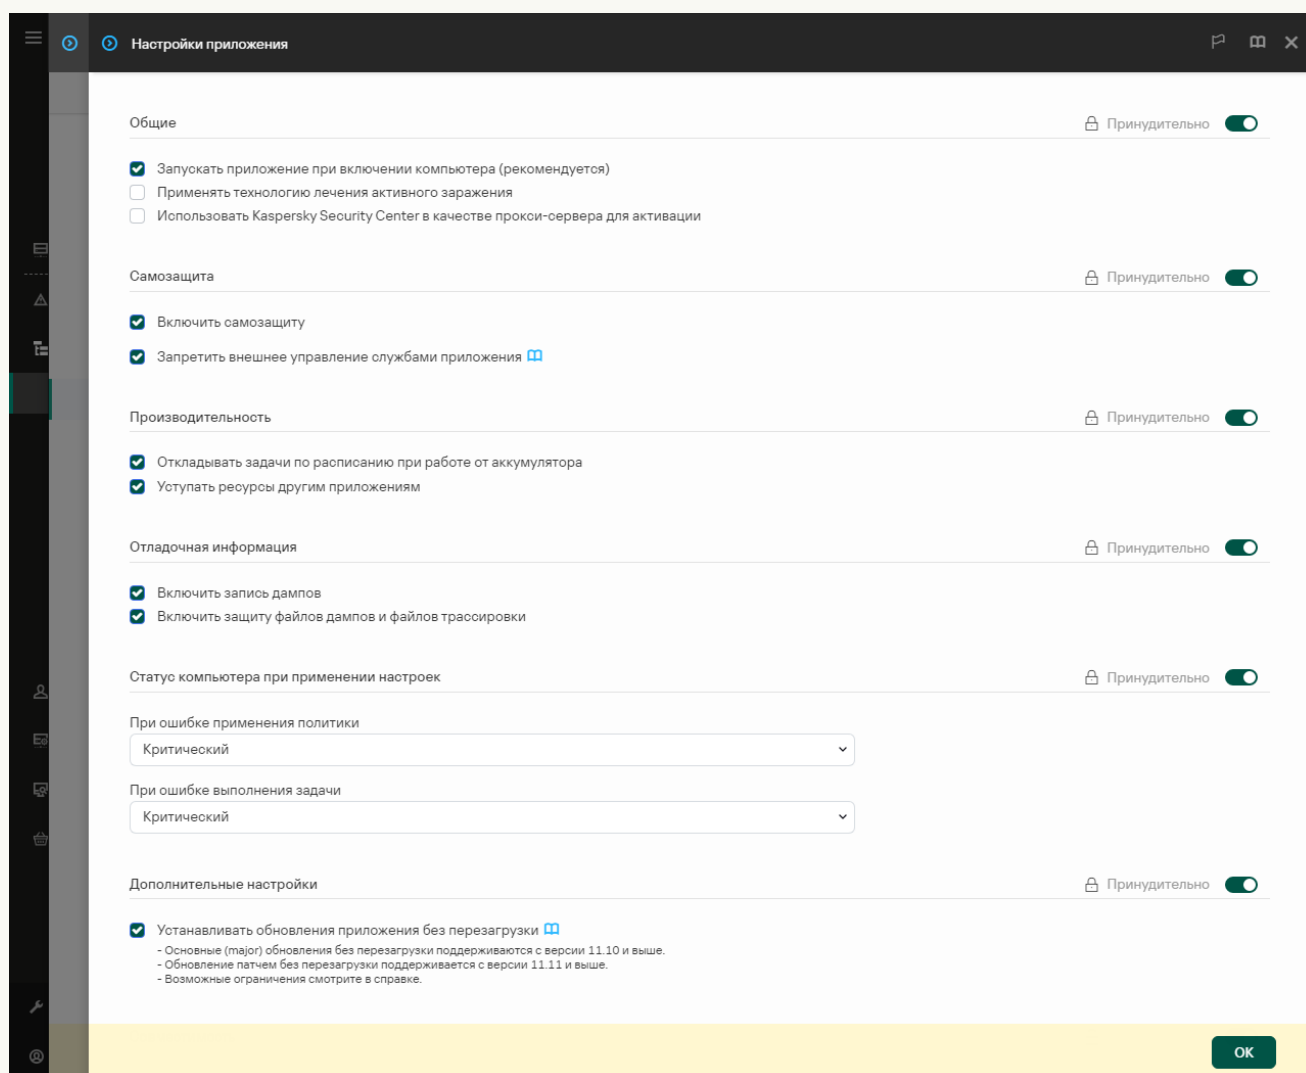 Настройки приложения
Общие
Принудительно
Запускать приложение при включении компьютера (рекомендуется)
Применять технологию лечения активного заражения
Использовать Kaspersky Security Center в качестве прокси-сервера для активации
Самозащита
Принудительно
Включить самозащиту
Запретить внешнее управление службами приложения
Производительность
Принудительно
Откладывать задачи по расписанию при работе от аккумулятора
Уступать ресурсы другим приложениям
Отладочная информация
Принудительно
Включить запись дампов
Включить защиту файлов дампов и файлов трассировки
Статус компьютера при применении настроек
Принудительно
При ошибке применения политики
Критический
При ошибке выполнения задачи
Критический
Дополнительные настройки
Принудительно
Устанавливать обновления приложения без перезагрузки
- Основные (major) обновления без перезагрузки поддерживаются с версии 11.10 и выше.
- Обновление патчем без перезагрузки поддерживается с версии 11.11 и выше.
- Возможные ограничения смотрите в справке.
ОК